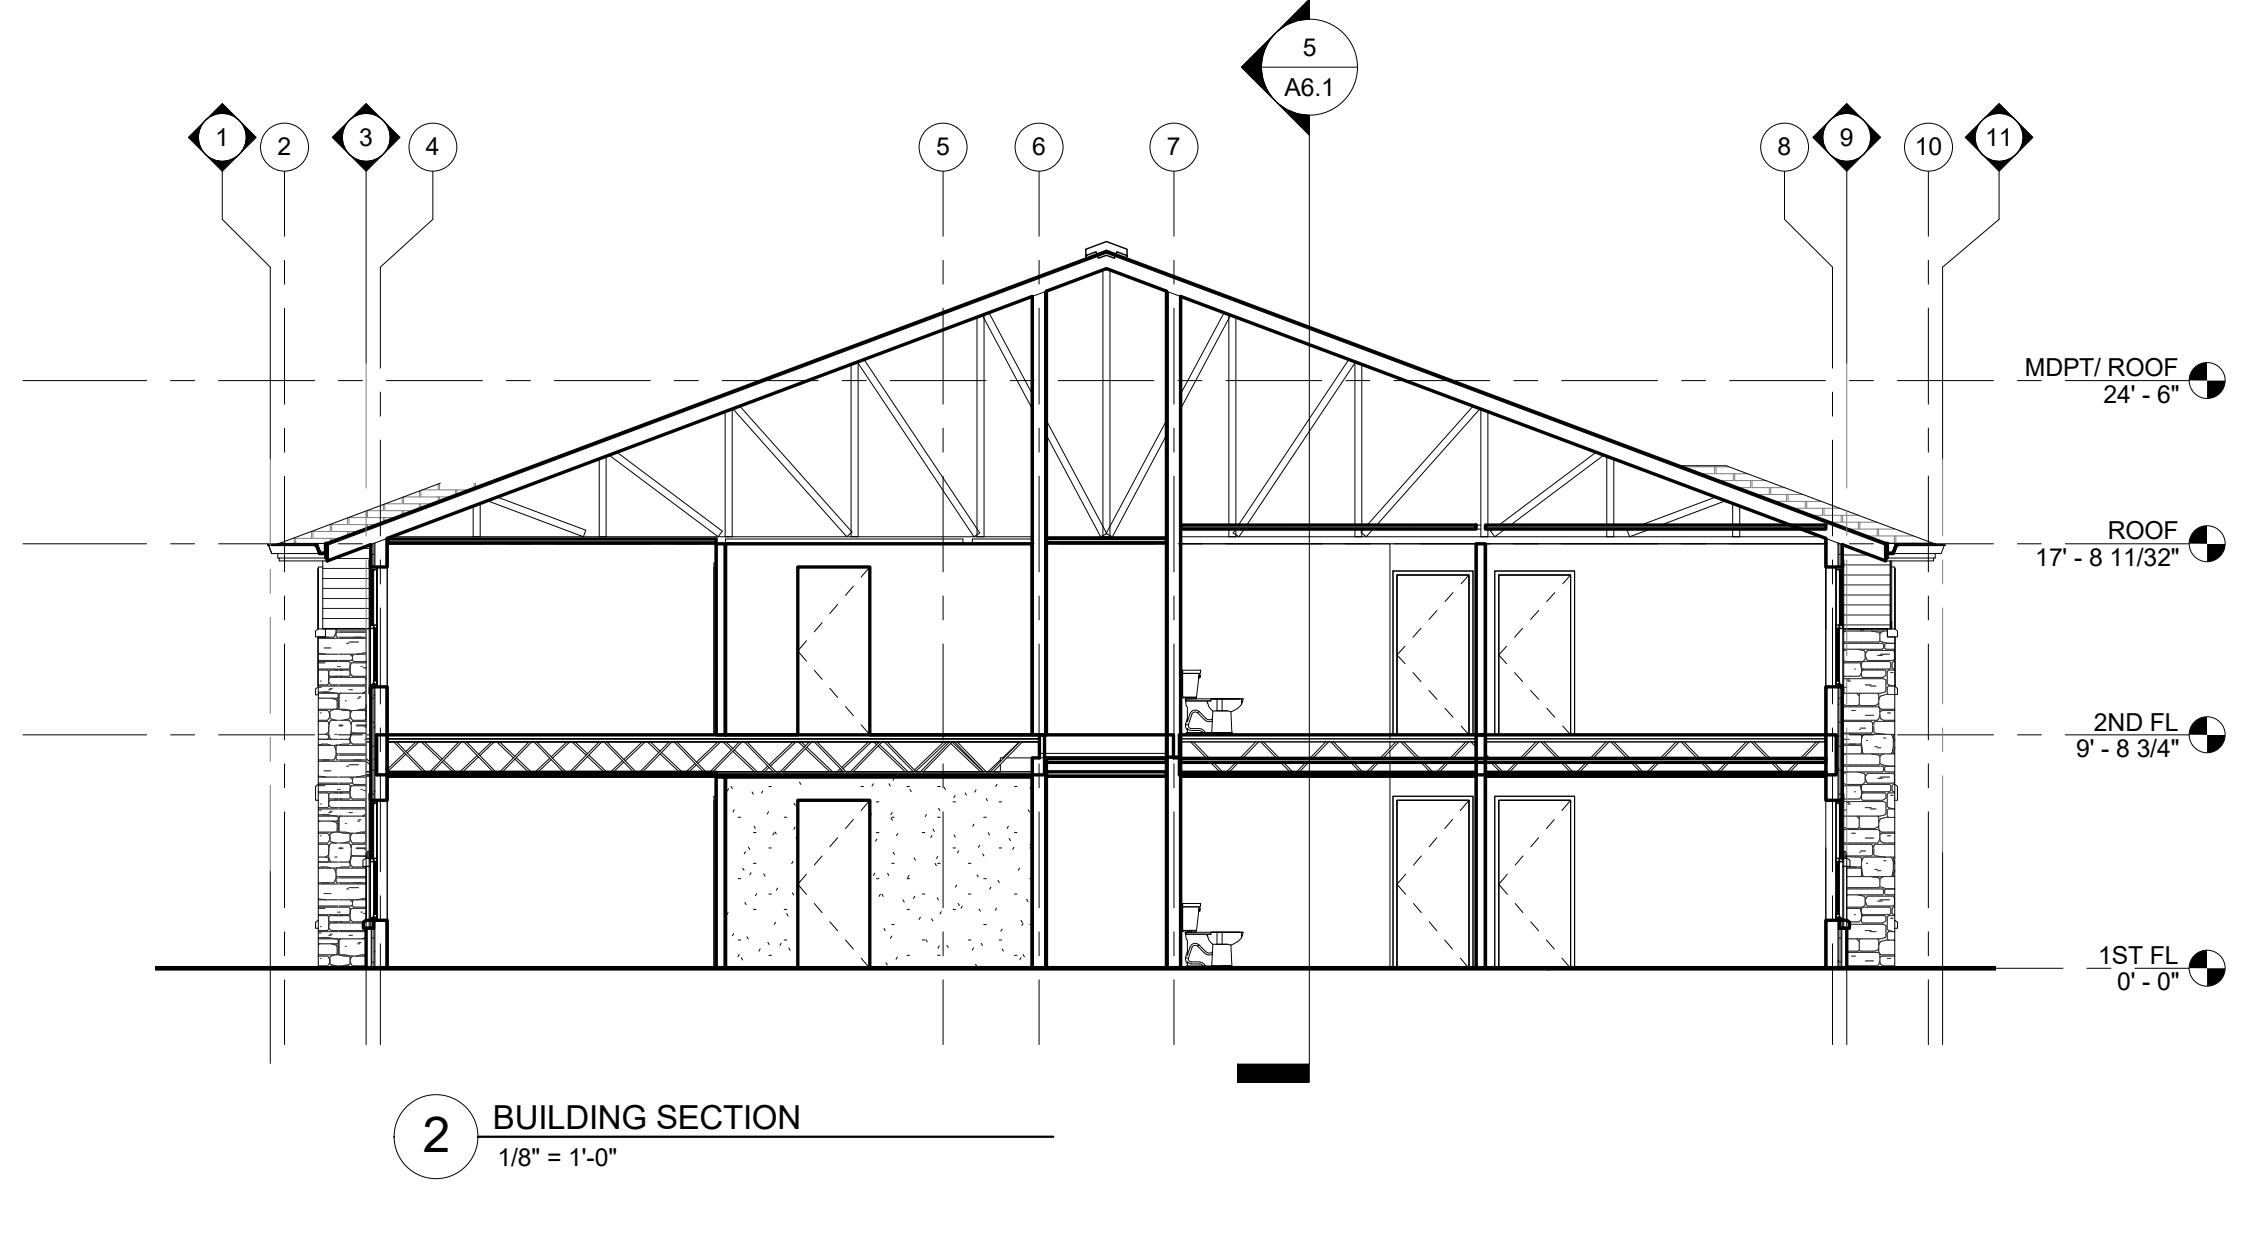 5
A6.1
1
2
3
4
5
6
7
8
9
10
11
MDPT/ ROOF
24' - 6"
ROOF
17' - 8 11/32"
2ND FL
9' - 8 3/4"
1ST FL
0' - 0"
2
BUILDING SECTION
1/8" = 1'-0"